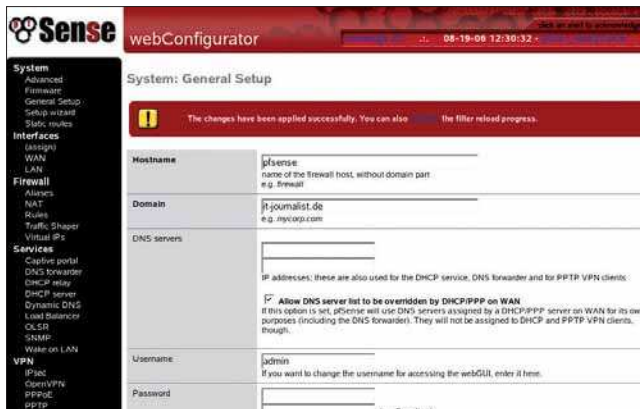 pfSense
webConfigurator
08-19-06 12:30:32 -
System
Advanced
Firmware
General Setup
Setup wizard
Static routes
Interfaces
(assign)
WAN
LAN
Firewall
Aliases
NAT
Rules
Traffic Shaper
Virtual IPs
Services
Captive portal
DNS forwarder
DHCP relay
DHCP server
Dynamic DNS
Load Balancer
OLSR
SNMP
Wake on LAN
VPN
IPsec
OpenVPN
PPPoE
PPTP
System: General Setup
The changes have been applied successfully. You can also the filter reload progress.
Hostname
pfsense
name of the firewall host, without domain part
e.g. firewall
Domain
it-journalist.de
e.g. mycorp.com
DNS servers
IP addresses; these are also used for the DHCP service, DNS forwarder and for PPTP VPN clients
Allow DNS server list to be overridden by DHCP/PPP on WAN
If this option is set, pfSense will use DNS servers assigned by a DHCP/PPP server on WAN for its ow
purposes (including the DNS forwarder). They will not be assigned to DHCP and PPTP VPN clients,
though.
Username
admin
If you want to change the username for accessing the webGUI, enter it here.
Password